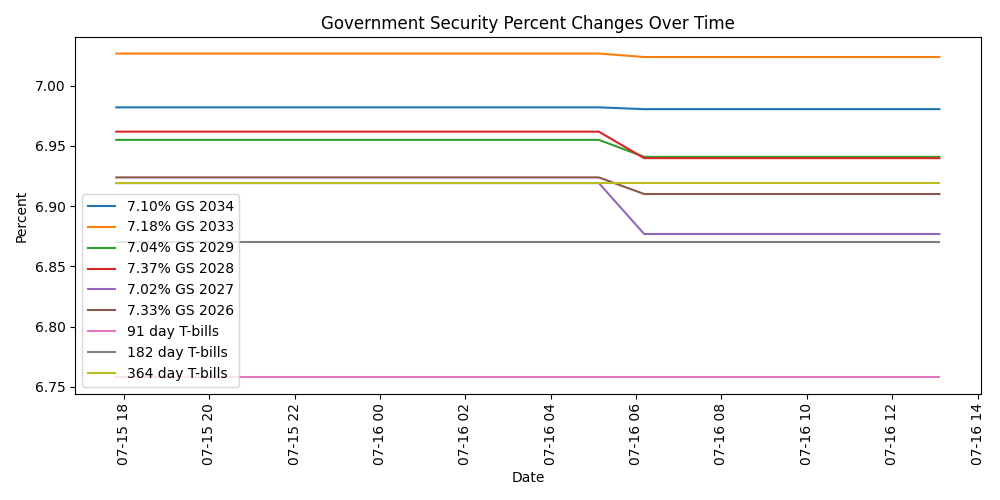 Government Security Percent Changes Over Time
Percent
7.00
6.95
6.90
6.85
6.80
6.75
7.10% GS 2034
7.18% GS 2033
7.04% GS 2029
7.37% GS 2028
7.02% GS 2027
7.33% GS 2026
91 day T-bills
182 day T-bills
364 day T-bills
07-15 18
07-15 20
07-15 22
07-16 00
07-16 02
07-16 04
07-16 06
07-16 08
07-16 10
07-16 12
07-16 14
Date